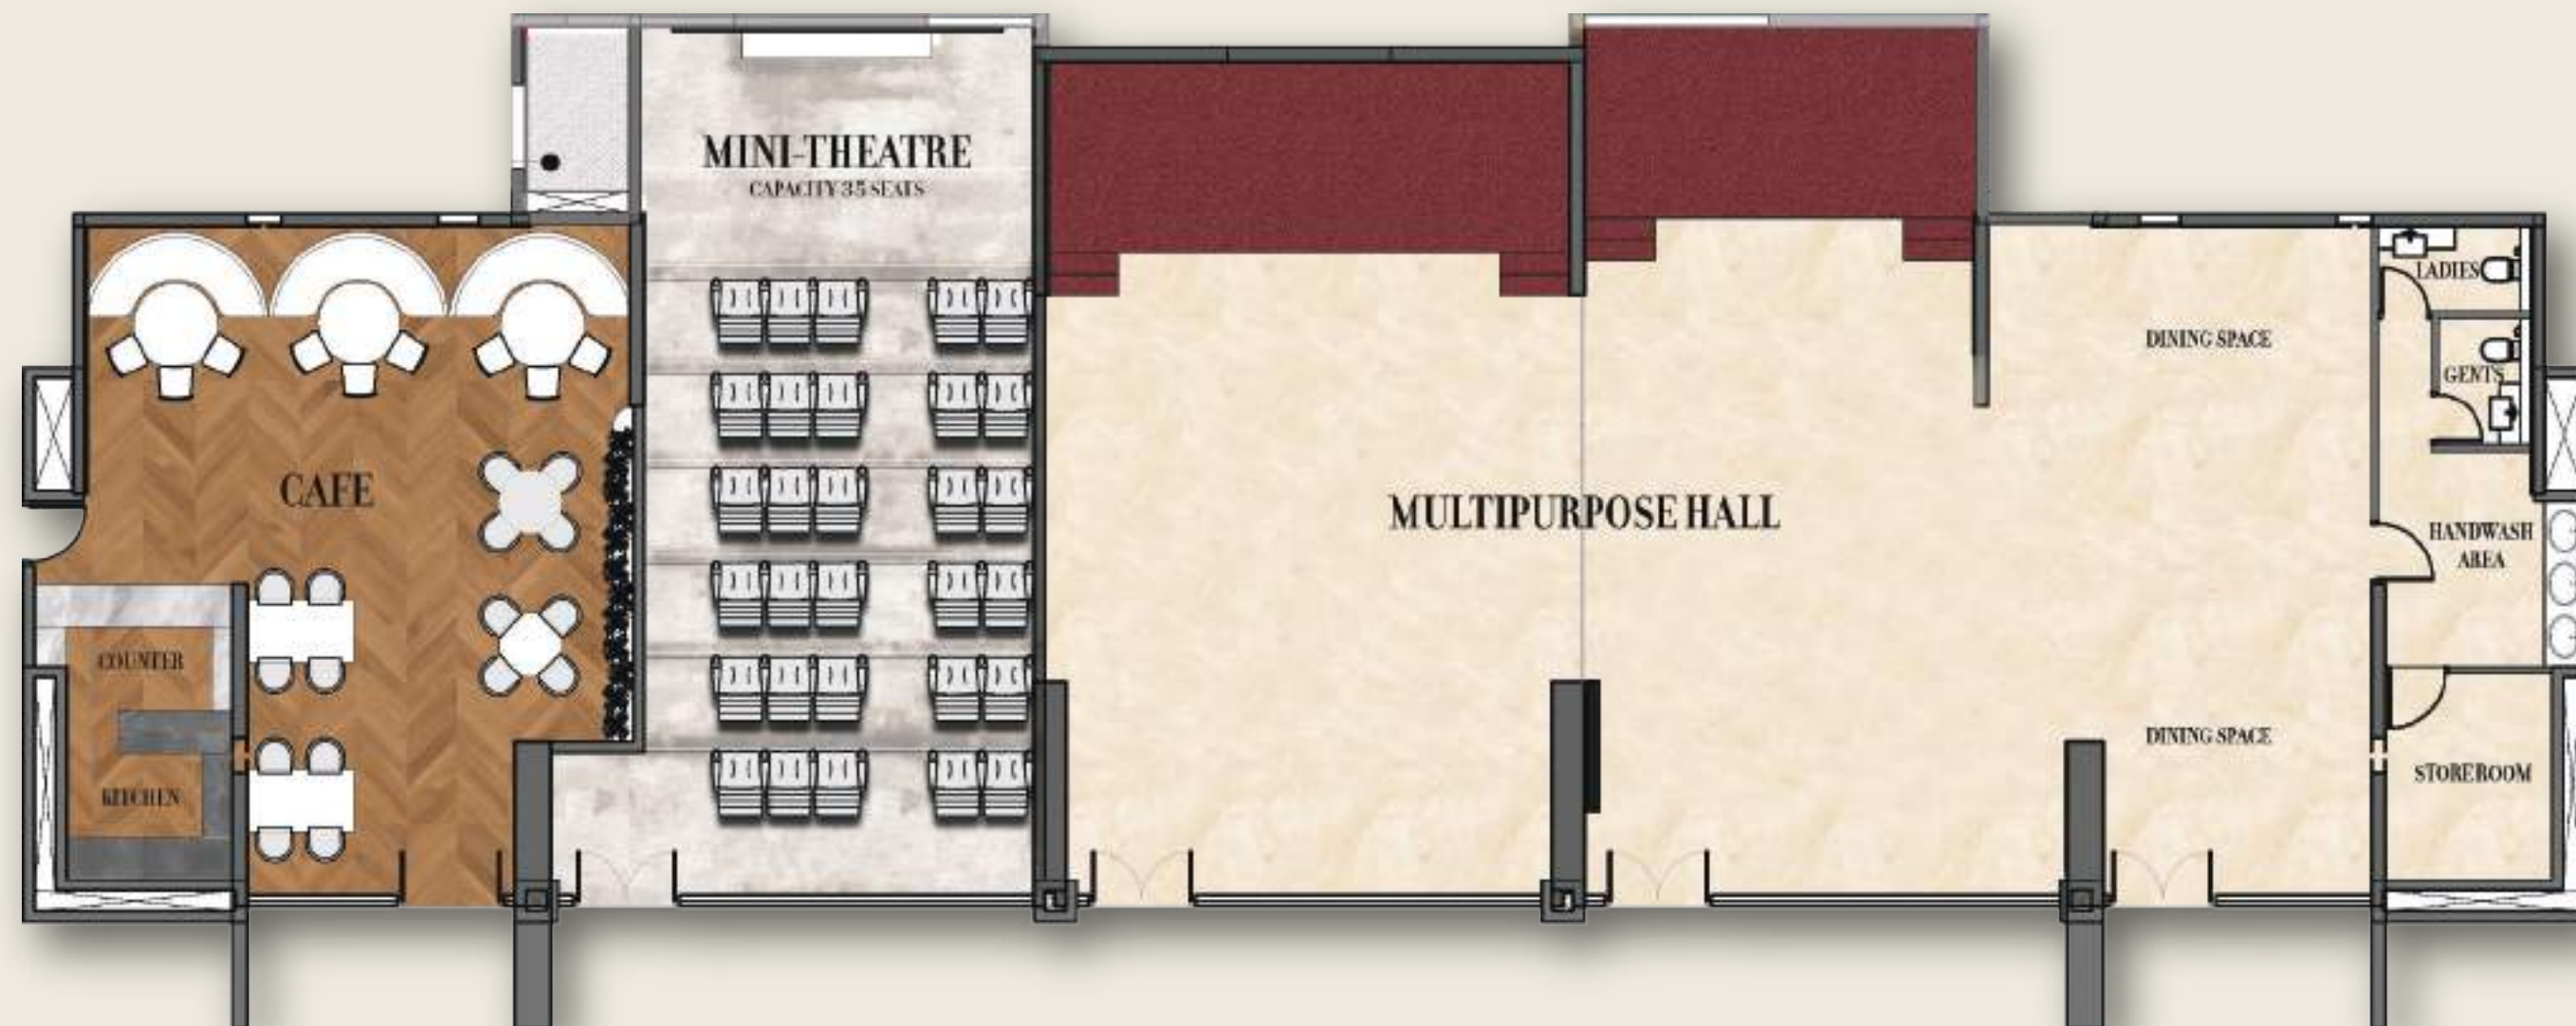 MINI-THEATRE
CAPACITY 35 SEATS
LADIES
DINING SPACE
GENTS
CAFE
MULTIPURPOSE HALL
HANDWASH
AREA
COUNTER
DINING SPACE
STOREROOM
KITCHEN